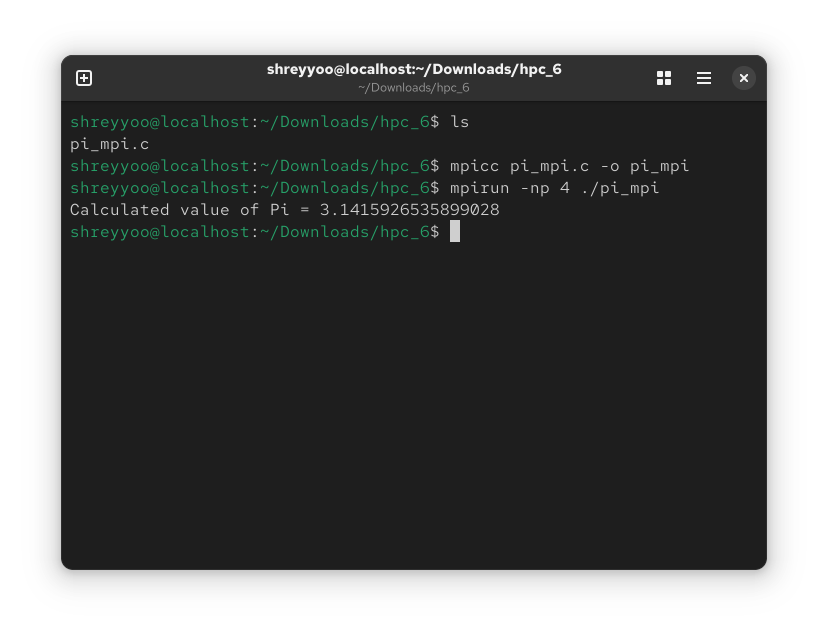 shreyyoo@localhost:~/Downloads/hpc_6
~/Downloads/hpc_6
shreyyoo@localhost:~/Downloads/hpc_6$ ls
pi_mpi.c
shreyyoo@localhost:~/Downloads/hpc_6$ mpicc pi_mpi.c -o pi_mpi
shreyyoo@localhost:~/Downloads/hpc_6$ mpirun -np 4 ./pi_mpi
Calculated value of Pi = 3.1415926535899028
shreyyoo@localhost:~/Downloads/hpc_6$